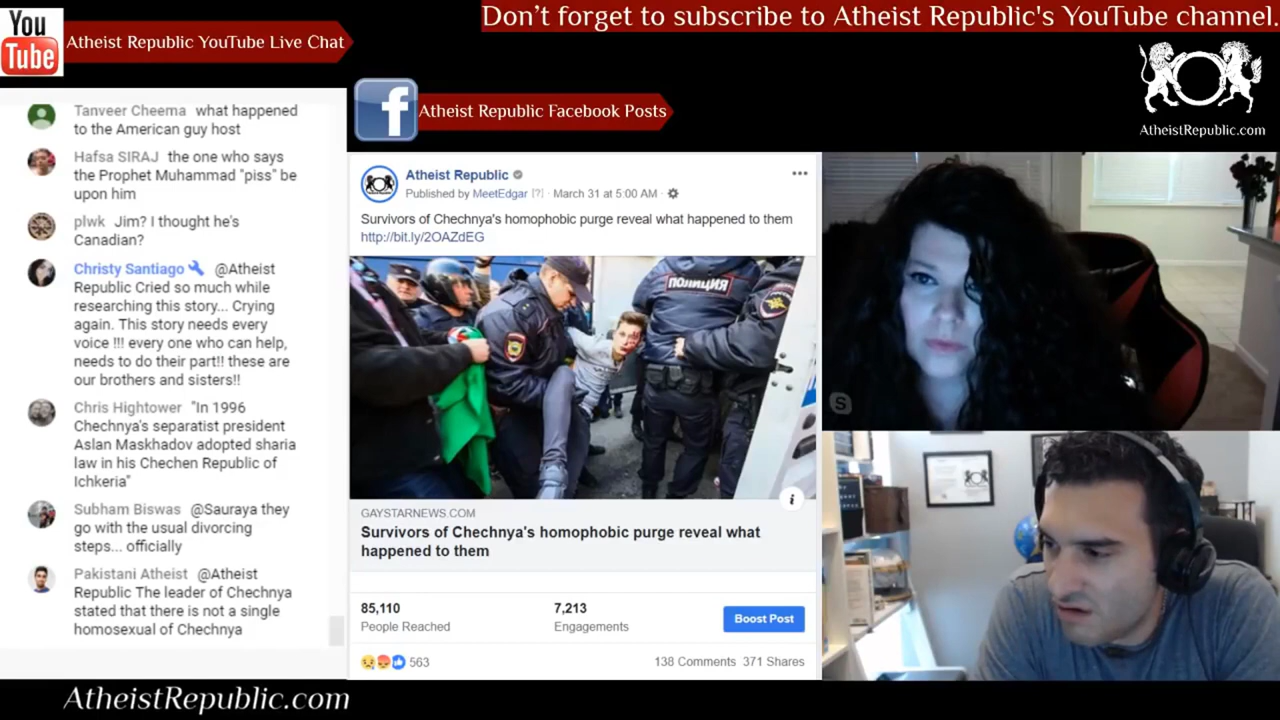 You
Tube
Atheist Republic YouTube Live Chat
Don't forget to subscribe to Atheist Republic's YouTube channel.
AtheistRepublic.com
f
Atheist Republic Facebook Posts
Tanveer Cheema what happened
to the American guy host
Hafsa SIRAJ the one who says
the Prophet Muhammad "piss" be
upon him
plwk Jim? I thought he's
Canadian?
Christy Santiago @Atheist
Republic Cried so much while
researching this story... Crying
again. This story needs every
voice !!! every one who can help,
needs to do their part!! these are
our brothers and sisters!!
Chris Hightower "In 1996
Chechnya's separatist president
Aslan Maskhadov adopted sharia
law in his Chechen Republic of
Ichkeria"
Subham Biswas @Sauraya they
go with the usual divorcing
steps... officially
Pakistani Atheist @Atheist
Republic The leader of Chechnya
stated that there is not a single
homosexual of Chechnya
Atheist Republic
Published by MeetEdgar [?] · March 31 at 5:00 AM ·
Survivors of Chechnya's homophobic purge reveal what happened to them
http://bit.ly/2OAZdEG
ПОЛИЦИЯ
GAYSTARNEWS.COM
Survivors of Chechnya's homophobic purge reveal what
happened to them
85,110
People Reached
7,213
Engagements
Boost Post
563
138 Comments 371 Shares
S
AtheistRepublic.com